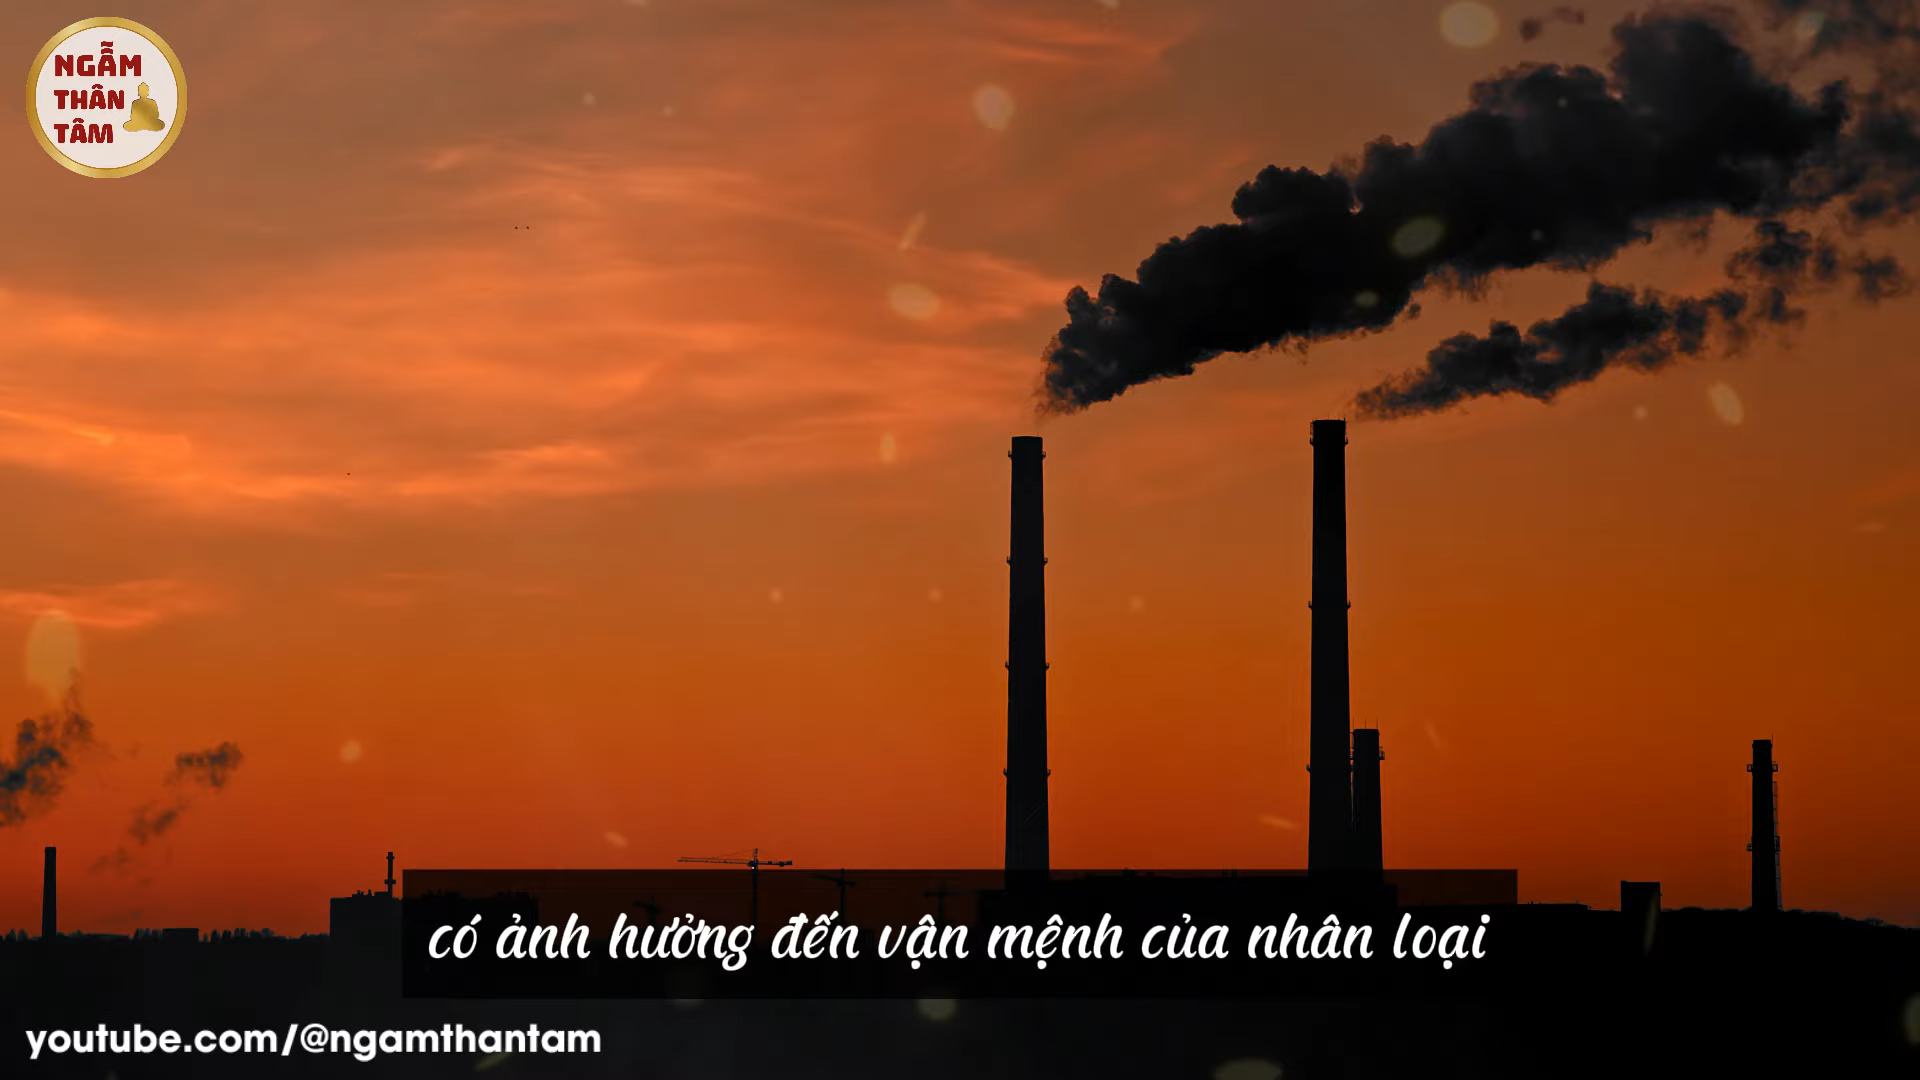 NGẪM
THÂN
TÂM
có ảnh hưởng đến vận mệnh của nhân loại
youtube.com/@ngamthantam